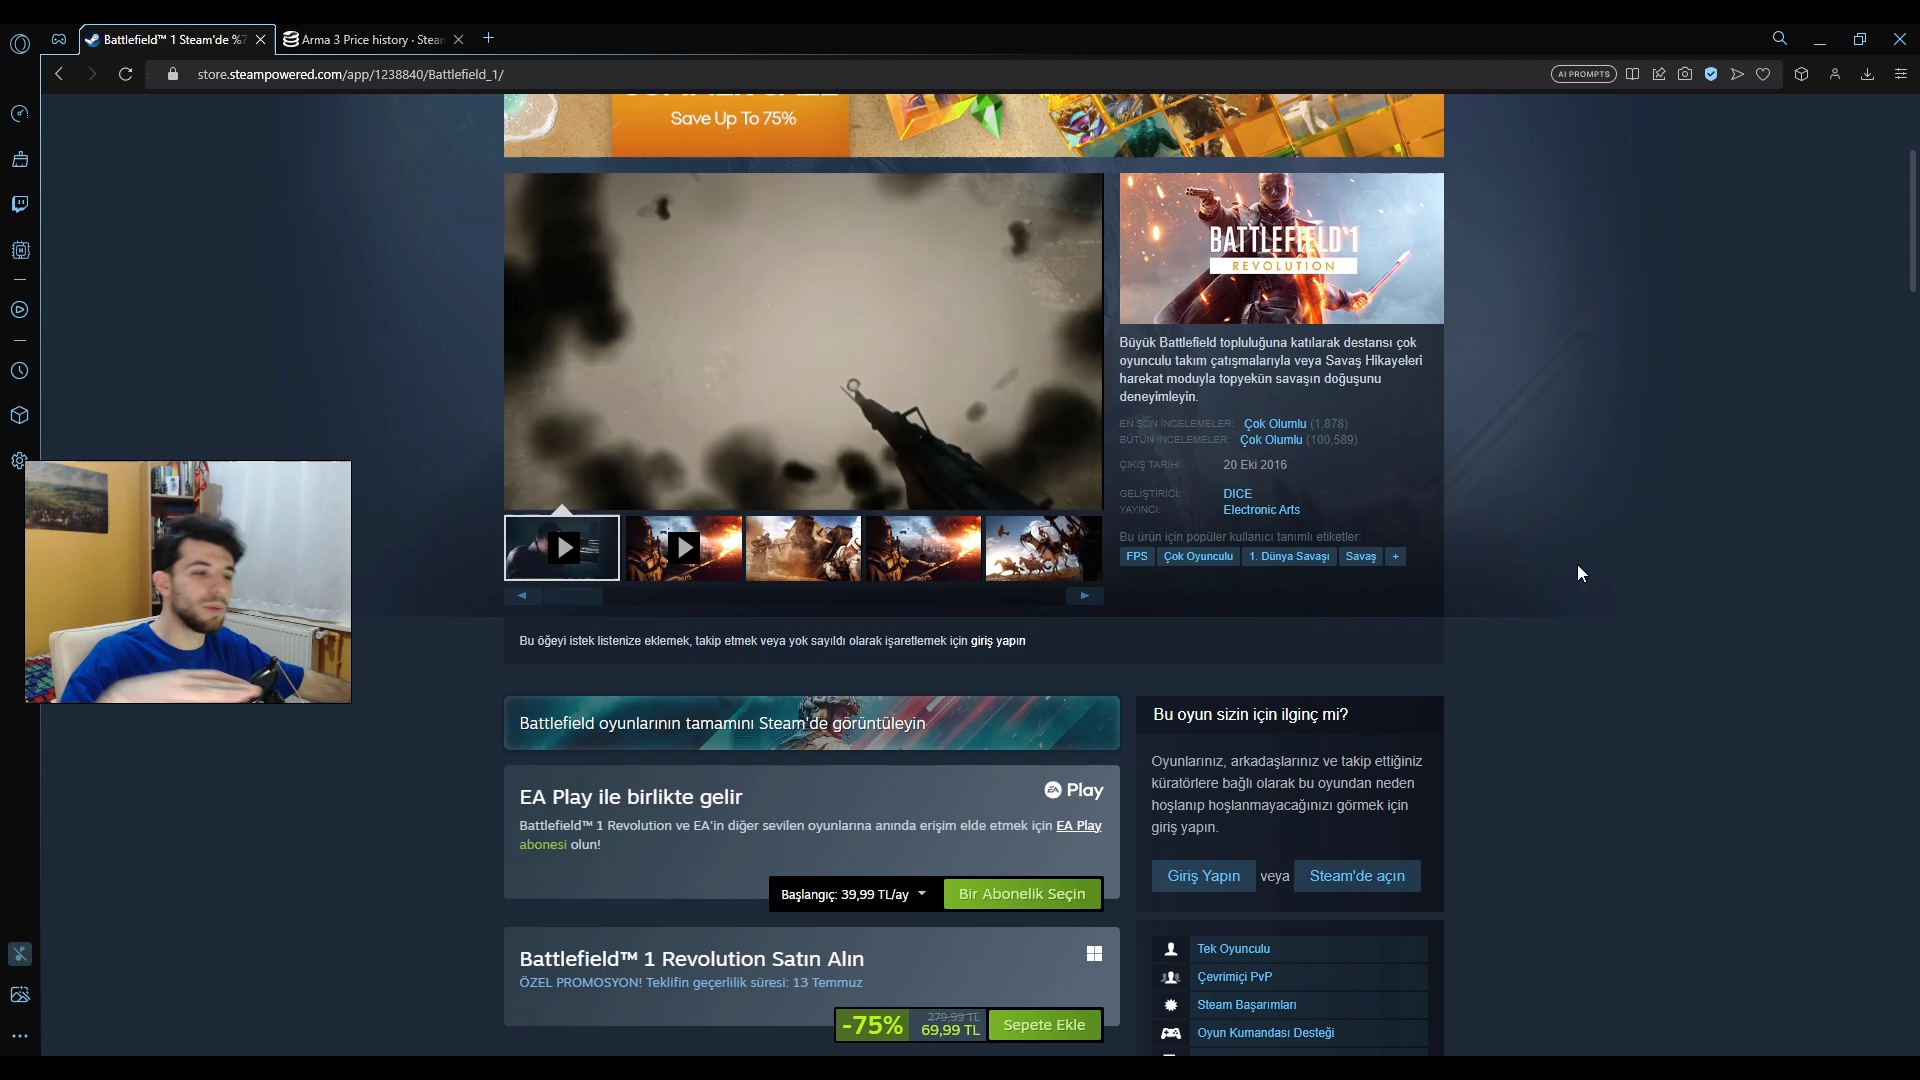 Battlefield™ 1 Steam'de %7
Arma 3 Price history · Stear
store.steampowered.com/app/1238840/Battlefield_1/
AI PROMPTS
Save Up To 75%
BATTLEFIELD 1
REVOLUTION
Büyük Battlefield topluluğuna katılarak destansı çok
oyunculu takım çatışmalarıyla veya Savaş Hikayeleri
harekat moduyla topyekün savaşın doğuşunu
deneyimleyin.
EN SON İNCELEMELER: Çok Olumlu (1,878)
BÜTÜN İNCELEMELER: Çok Olumlu (100,589)
ÇIKIŞ TARİHİ: 20 Eki 2016
GELİŞTİRİCİ: DICE
YAYINCI: Electronic Arts
Bu ürün için popüler kullanıcı tanımlı etiketler:
FPS Çok Oyunculu 1. Dünya Savaşı Savaş +
Bu öğeyi istek listenize eklemek, takip etmek veya yok sayıldı olarak işaretlemek için giriş yapın
Battlefield oyunlarının tamamını Steam'de görüntüleyin
EA Play ile birlikte gelir
EA Play
Battlefield™ 1 Revolution ve EA'in diğer sevilen oyunlarına anında erişim elde etmek için EA Play
abonesi olun!
Başlangıç: 39,99 TL/ay
Bir Abonelik Seçin
Battlefield™ 1 Revolution Satın Alın
ÖZEL PROMOSYON! Teklifin geçerlilik süresi: 13 Temmuz
-75%
279,99 TL
69,99 TL
Sepete Ekle
Bu oyun sizin için ilginç mi?
Oyunlarınız, arkadaşlarınız ve takip ettiğiniz
küratörlere bağlı olarak bu oyundan neden
hoşlanıp hoşlanmayacağınızı görmek için
giriş yapın.
Giriş Yapın veya Steam'de açın
Tek Oyunculu
Çevrimiçi PvP
Steam Başarımları
Oyun Kumandası Desteği